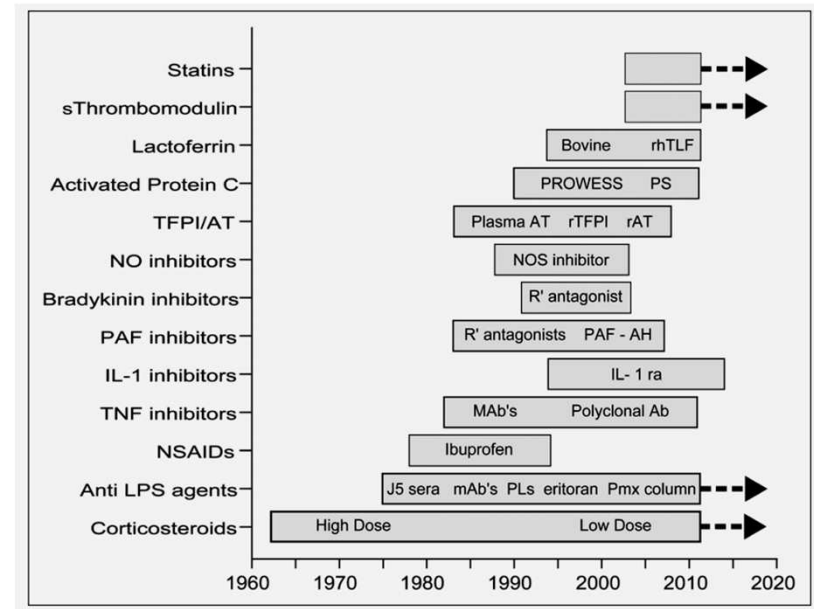 Statins
sThrombomodulin
Lactoferrin Bovine rhTLF
Activated Protein C PROWESS PS
TFPI/AT Plasma AT rTFPI rAT
NO inhibitors NOS inhibitor
Bradykinin inhibitors R' antagonist
PAF inhibitors R' antagonists PAF - AH
IL-1 inhibitors IL- 1 ra
TNF inhibitors MAb's Polyclonal Ab
NSAIDs Ibuprofen
Anti LPS agents J5 sera mAb's PLs eritoran Pmx column
Corticosteroids High Dose Low Dose
1960 1970 1980 1990 2000 2010 2020